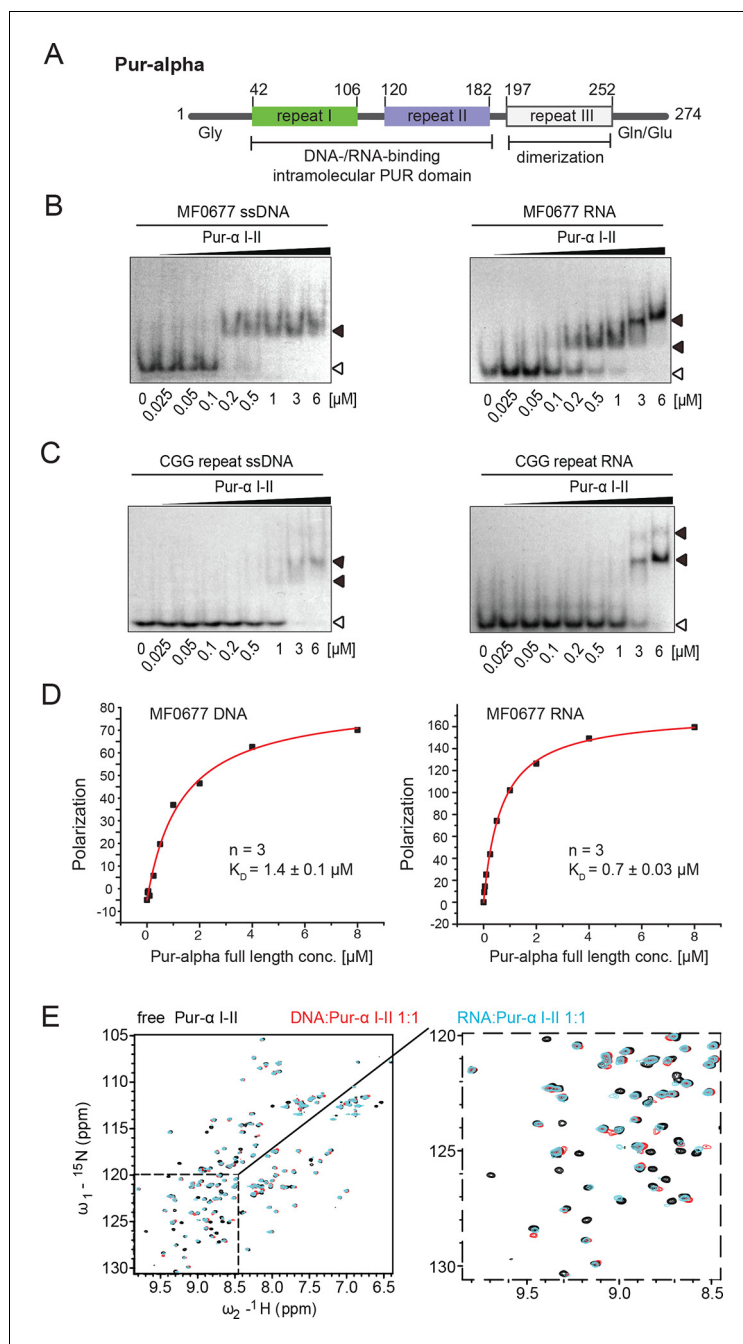 A
Pur-alpha
42 106 120 182 197 252
1 repeat I repeat II repeat III 274
Gly Gln/Glu
DNA-/RNA-binding
intramolecular PUR domain
dimerization
B
MF0677 ssDNA
Pur-α I-II
0 0.025 0.05 0.1 0.2 0.5 1 3 6 [µM]
MF0677 RNA
Pur-α I-II
0 0.025 0.05 0.1 0.2 0.5 1 3 6 [µM]
C
CGG repeat ssDNA
Pur-α I-II
0 0.025 0.05 0.1 0.2 0.5 1 3 6 [µM]
CGG repeat RNA
Pur-α I-II
0 0.025 0.05 0.1 0.2 0.5 1 3 6 [µM]
D
MF0677 DNA
Polarization
80
70
60
50
40
30
20
10
0
-10
n = 3
KD = 1.4 ± 0.1 µM
0 2 4 6 8
Pur-alpha full length conc. [µM]
MF0677 RNA
Polarization
160
140
120
100
80
60
40
20
0
20
n = 3
KD = 0.7 ± 0.03 µM
0 2 4 6 8
Pur-alpha full length conc. [µM]
E
free Pur-α I-II DNA:Pur-α I-II 1:1 RNA:Pur-α I-II 1:1
ω1 - 15N (ppm)
105
110
115
120
125
130
9.5 9.0 8.5 8.0 7.5 7.0 6.5
ω2 -1H (ppm)
120
125
130
9.5 9.0 8.5